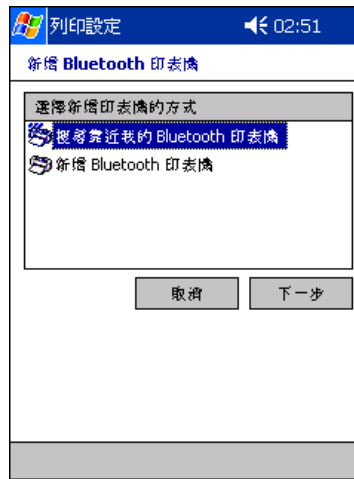 列印設定 02:51
新增 Bluetooth 印表機
選擇新增印表機的方式
搜尋靠近我的 Bluetooth 印表機
新增 Bluetooth 印表機
取消 下一步